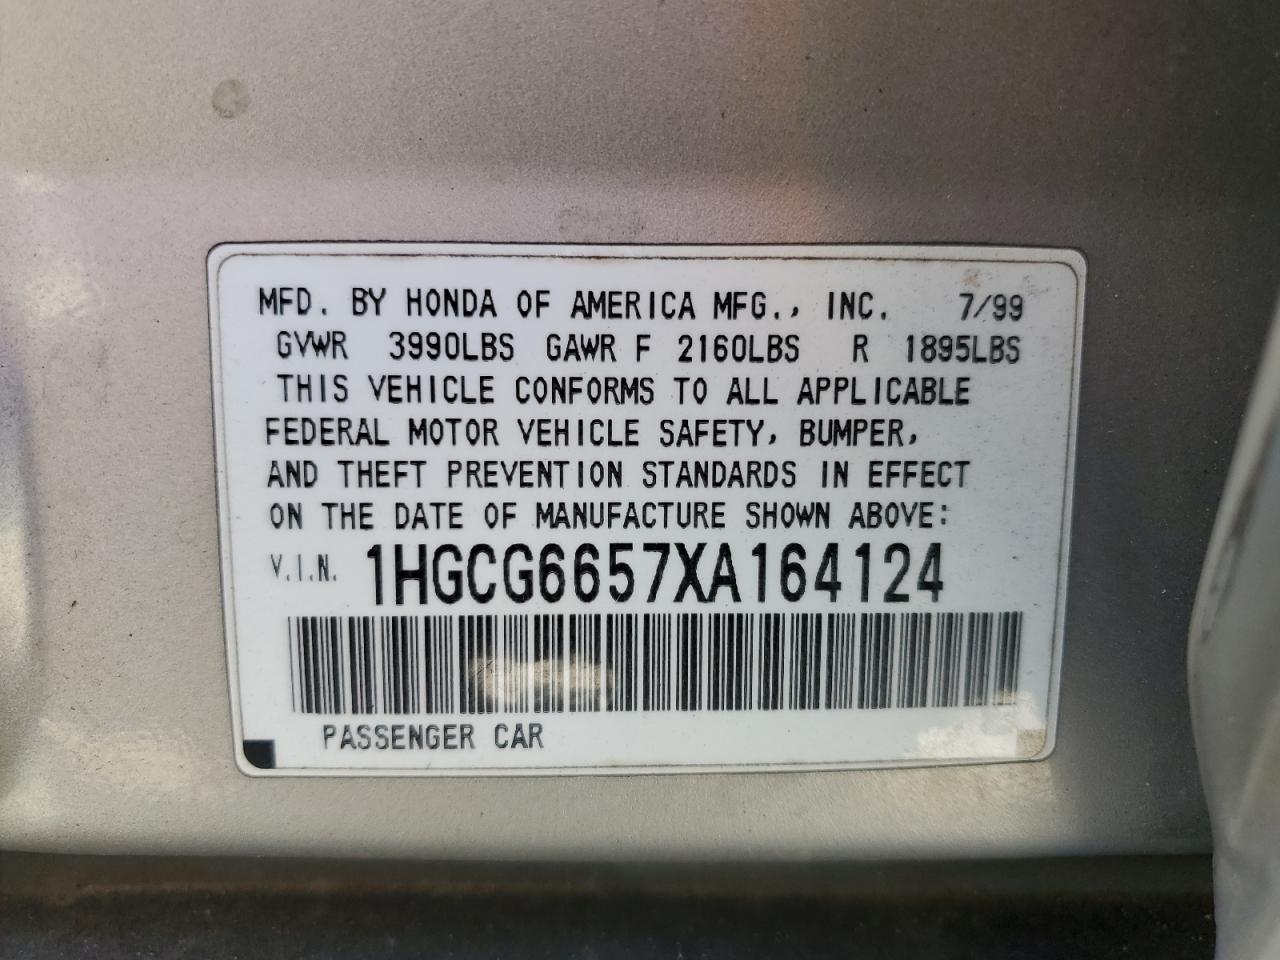 MFD. BY HONDA OF AMERICA MFG., INC. 7/99
GVWR 3990LBS GAWR F 2160LBS R 1895LBS
THIS VEHICLE CONFORMS TO ALL APPLICABLE
FEDERAL MOTOR VEHICLE SAFETY, BUMPER,
AND THEFT PREVENTION STANDARDS IN EFFECT
ON THE DATE OF MANUFACTURE SHOWN ABOVE:
V.I.N. 1HGCG6657XA164124
PASSENGER CAR